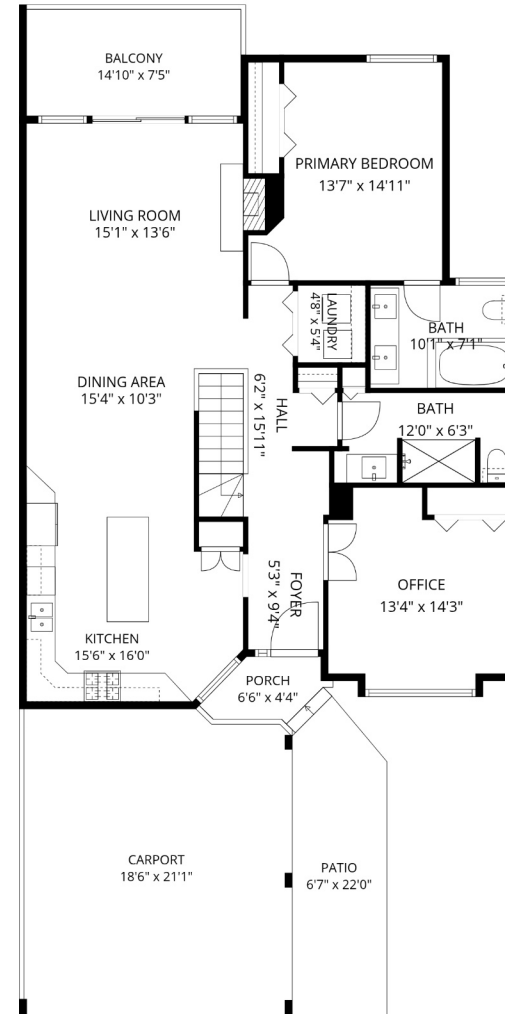 BALCONY
14'10" x 7'5"
PRIMARY BEDROOM
13'7" x 14'11"
LIVING ROOM
15'1" x 13'6"
LAUNDRY
4'8" x 5'4"
BATH
10'1" x 7'1"
DINING AREA
15'4" x 10'3"
HALL
6'2" x 15'11"
BATH
12'0" x 6'3"
FOYER
5'3" x 9'4"
OFFICE
13'4" x 14'3"
KITCHEN
15'6" x 16'0"
PORCH
6'6" x 4'4"
CARPORT
18'6" x 21'1"
PATIO
6'7" x 22'0"